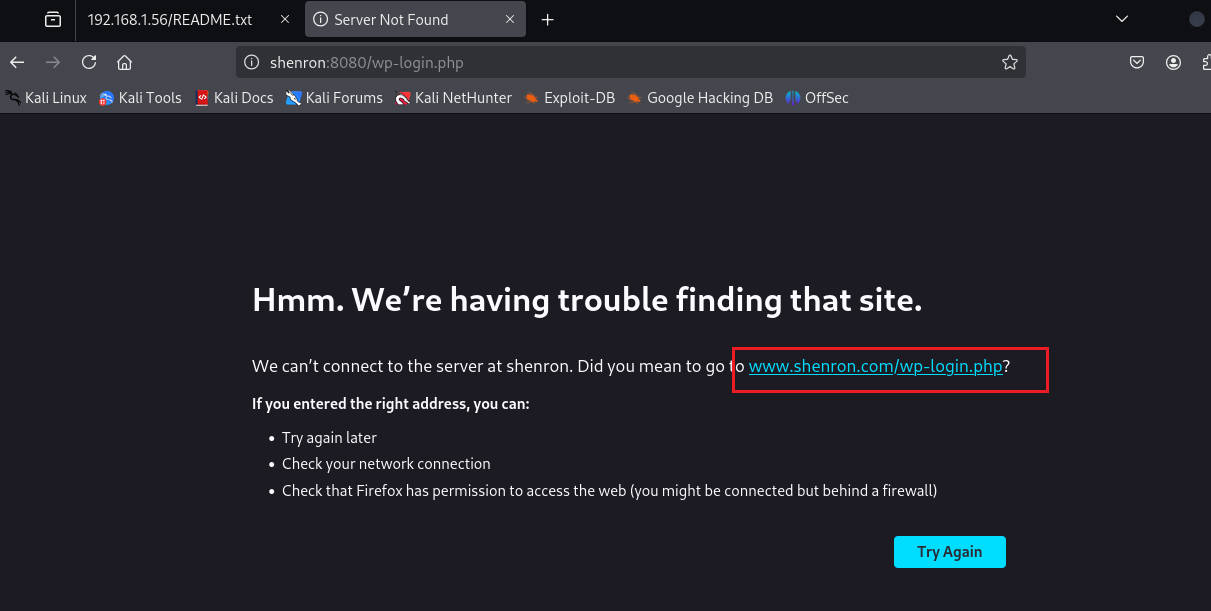 192.168.1.56/README.txt
Server Not Found
shenron:8080/wp-login.php
Kali Linux Kali Tools Kali Docs Kali Forums Kali NetHunter Exploit-DB Google Hacking DB OffSec
Hmm. We’re having trouble finding that site.
We can’t connect to the server at shenron. Did you mean to go to www.shenron.com/wp-login.php?
If you entered the right address, you can:
• Try again later
• Check your network connection
• Check that Firefox has permission to access the web (you might be connected but behind a firewall)
Try Again